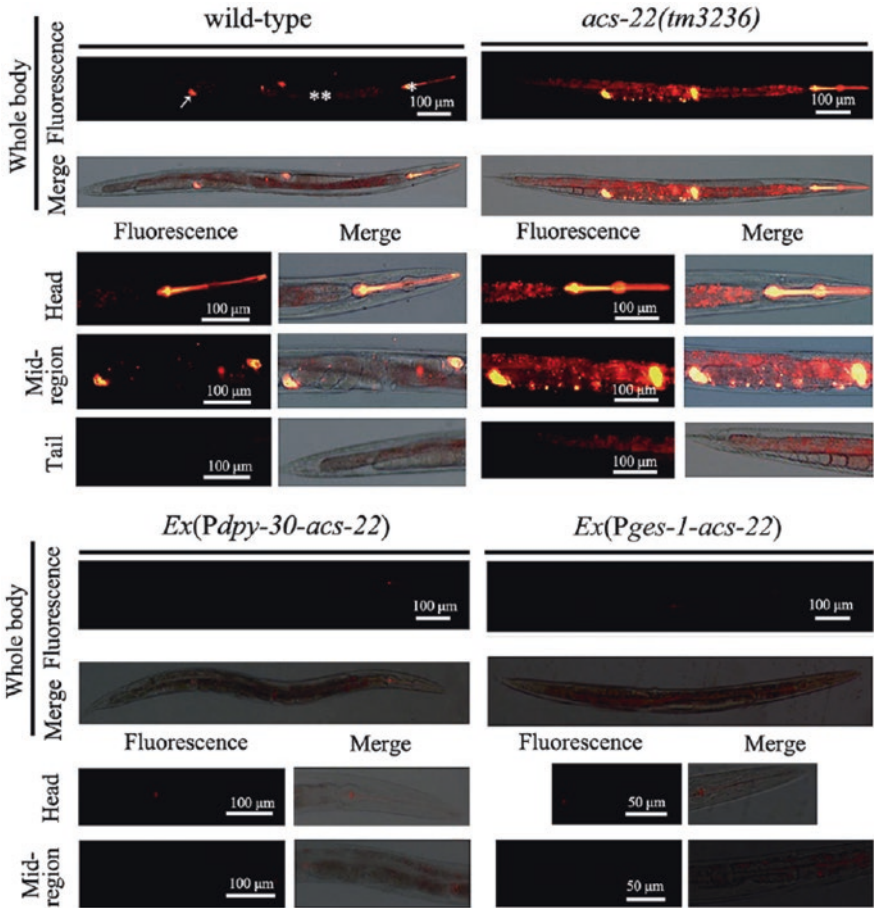 wild-type acs-22(tm3236)
Whole body
Fluorescence
* ** 100 μm 100 μm
Merge
Fluorescence Merge Fluorescence Merge
Head
100 μm 100 μm
Mid-
region
100 μm 100 μm
Tail
100 μm 100 μm
Ex(Pdpy-30-acs-22) Ex(Pges-1-acs-22)
Whole body
Fluorescence
100 μm 100 μm
Merge
Fluorescence Merge Fluorescence Merge
Head
100 μm 50 μm
Mid-
region
100 μm 50 μm